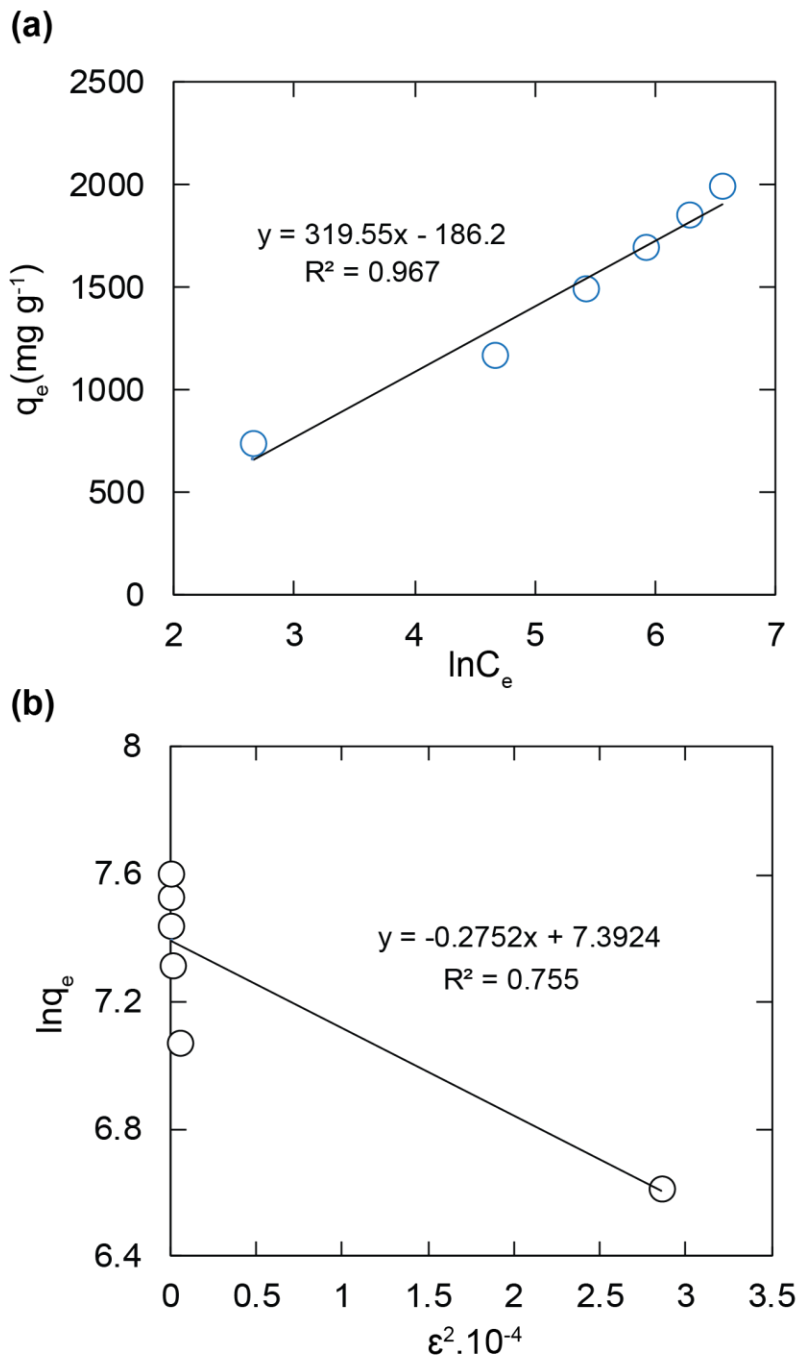 (a)
2500
2000
1500
1000
500
0
qₑ(mg g⁻¹)
y = 319.55x - 186.2
R² = 0.967
2 3 4 5 6 7
lnCₑ
(b)
8
7.6
7.2
6.8
6.4
lnqₑ
y = -0.2752x + 7.3924
R² = 0.755
0 0.5 1 1.5 2 2.5 3 3.5
ε².10⁻⁴